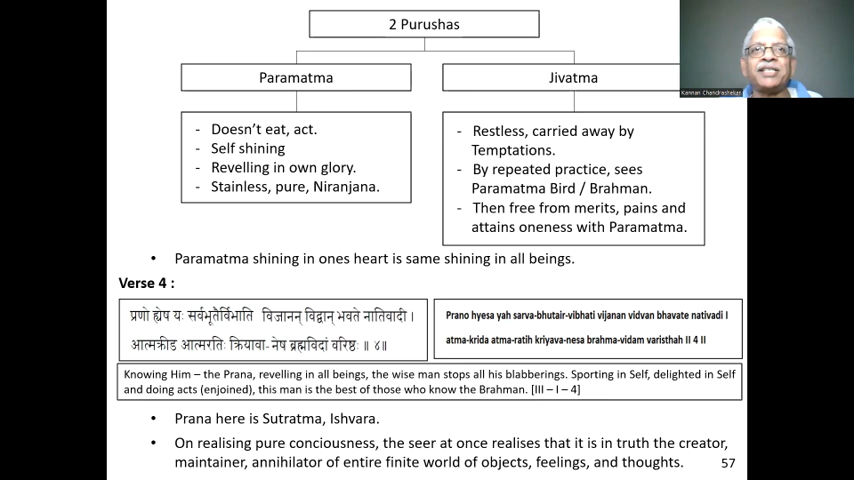 2 Purushas
Paramatma
Jivatma
- Doesn’t eat, act.
- Self shining
- Revelling in own glory.
- Stainless, pure, Niranjana.
- Restless, carried away by
Temptations.
- By repeated practice, sees
Paramatma Bird / Brahman.
- Then free from merits, pains and
attains oneness with Paramatma.
Kannan Chandrashekar
• Paramatma shining in ones heart is same shining in all beings.
Verse 4 :
प्रणो ह्येष यः सर्वभूतैर्विभाति विजानन् विद्वान् भवते नातिवादी ।
आत्मक्रीड आत्मरतिः क्रियावा- नेष ब्रह्मविदां वरिष्ठः ॥ ४॥
Prano hyesa yah sarva-bhutair-vibhati vijanan vidvan bhavate nativadi I
atma-krida atma-ratih kriyava-nesa brahma-vidam varisthah II 4 II
Knowing Him – the Prana, revelling in all beings, the wise man stops all his blabberings. Sporting in Self, delighted in Self
and doing acts (enjoined), this man is the best of those who know the Brahman. [III – I – 4]
• Prana here is Sutratma, Ishvara.
• On realising pure conciousness, the seer at once realises that it is in truth the creator,
maintainer, annihilator of entire finite world of objects, feelings, and thoughts.
57